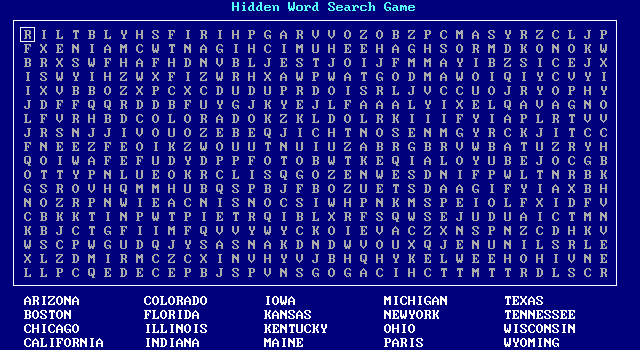 Hidden Word Search Game
R I L T B L Y H S F I R I H P G A R V V O Z O B Z P C M A S Y R Z C L J P
F X E N I A M C W T N A G I H C I M U H E E H A G H S O R M D K O N O K W
B R X S W F H A F H D N V B L J E S T J O I J F M M A Y I B Z S I C E J X
I S W Y I H Z W X F I Z W R H X A W P W A T G O D M A W O I Q I Y C V Y I
I X V B B O Z X P C X C D U D U P R D O I S R L J V C C U O J R Y O P H Y
J D F F Q Q R D D B F U Y G J K Y E J L F A A A L Y I X E L Q A V A G N O
L F V R H B D C O L O R A D O K Z K L D O L R K I I I F Y I A P L R T V V
J R S N J J I V O U O Z E B E Q J I C H T N O S E N M G Y R C K J I T C C
F N E E Z F E O I K Z W O U U T N U I U Z A B R G B R V W B A T U Z R Y H
Q O I W A F E F U D Y D P P F O T O B W T K E Q I A L O Y U B E J O C G B
O T T Y P N L U E O K R C L I S Q G O Z E N W E S D N I F P W L T N R B K
G S R O V H Q M M H U B Q S P B J F B O Z U E T S D A A G I F Y I A X B H
N O Z R P N W I E A C N I S N O C S I W H P N K M S P E I O L F X I D F V
C B K K T I N P W T P I E T R Q I B L X R F S Q W S E J U D U A I C T M N
K B J C T G F I I M F Q V V Y W Y C K O I E V A C Z X N S P N Z C D H K V
W S C P W G U D Q J Y S A S N A K D N D W V O U X Q J E N U N I L S R L E
X L Z D M I R M C Z C X I N V H Y V J B H Q H Y K E L W E E H O H I V N E
L L P C Q E D E C E P B J S P V N S G O G A C I H C T T M T T R D L S C R
ARIZONA COLORADO IOWA MICHIGAN TEXAS
BOSTON FLORIDA KANSAS NEWYORK TENNESSEE
CHICAGO ILLINOIS KENTUCKY OHIO WISCONSIN
CALIFORNIA INDIANA MAINE PARIS WYOMING